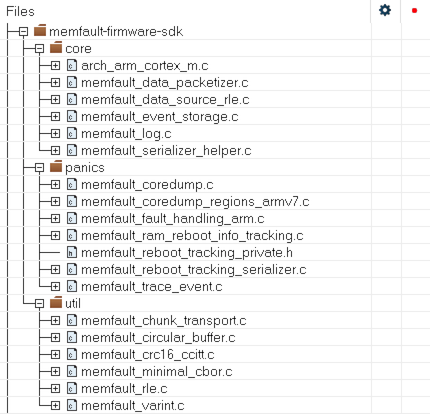 Files
memfault-firmware-sdk
core
arch_arm_cortex_m.c
memfault_data_packetizer.c
memfault_data_source_rle.c
memfault_event_storage.c
memfault_log.c
memfault_serializer_helper.c
panics
memfault_coredump.c
memfault_coredump_regions_armv7.c
memfault_fault_handling_arm.c
memfault_ram_reboot_info_tracking.c
memfault_reboot_tracking_private.h
memfault_reboot_tracking_serializer.c
memfault_trace_event.c
util
memfault_chunk_transport.c
memfault_circular_buffer.c
memfault_crc16_ccitt.c
memfault_minimal_cbor.c
memfault_rle.c
memfault_varint.c